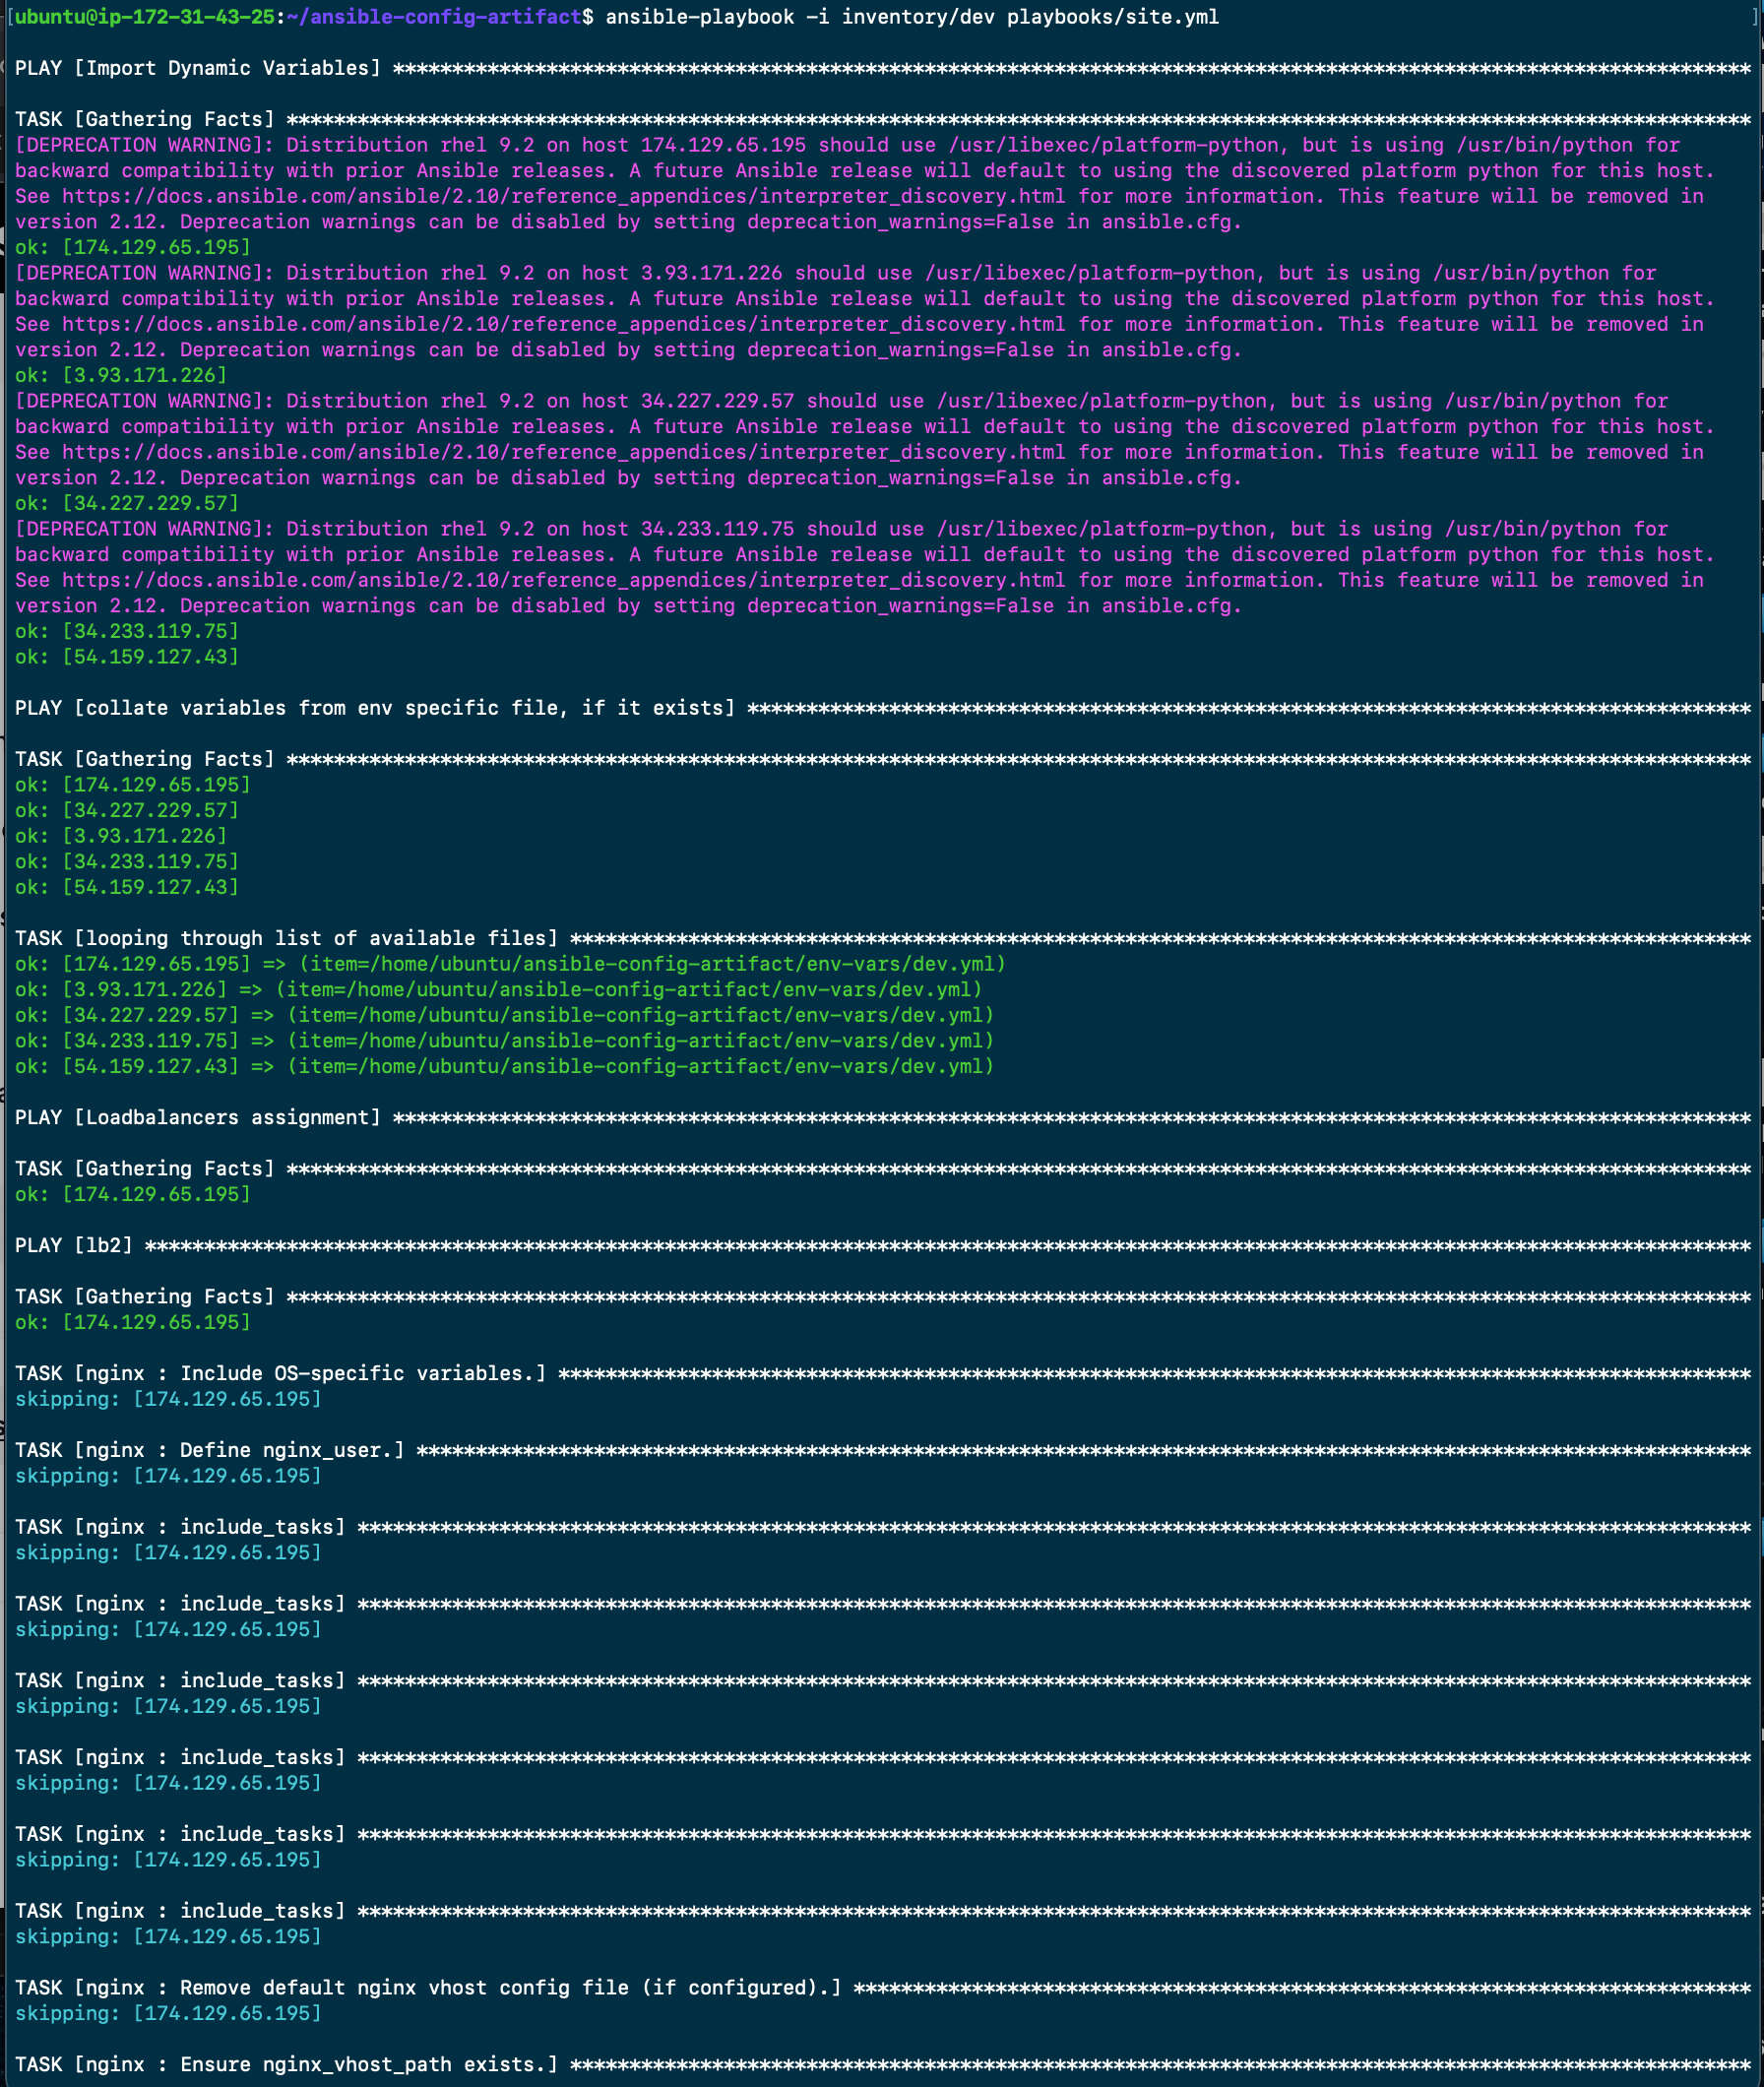 [ubuntu@ip-172-31-43-25:~/ansible-config-artifact$ ansible-playbook -i inventory/dev playbooks/site.yml ]
PLAY [Import Dynamic Variables] *******************************************************************************************************************
TASK [Gathering Facts] ****************************************************************************************************************************
[DEPRECATION WARNING]: Distribution rhel 9.2 on host 174.129.65.195 should use /usr/libexec/platform-python, but is using /usr/bin/python for
backward compatibility with prior Ansible releases. A future Ansible release will default to using the discovered platform python for this host.
See https://docs.ansible.com/ansible/2.10/reference_appendices/interpreter_discovery.html for more information. This feature will be removed in
version 2.12. Deprecation warnings can be disabled by setting deprecation_warnings=False in ansible.cfg.
ok: [174.129.65.195]
[DEPRECATION WARNING]: Distribution rhel 9.2 on host 3.93.171.226 should use /usr/libexec/platform-python, but is using /usr/bin/python for
backward compatibility with prior Ansible releases. A future Ansible release will default to using the discovered platform python for this host.
See https://docs.ansible.com/ansible/2.10/reference_appendices/interpreter_discovery.html for more information. This feature will be removed in
version 2.12. Deprecation warnings can be disabled by setting deprecation_warnings=False in ansible.cfg.
ok: [3.93.171.226]
[DEPRECATION WARNING]: Distribution rhel 9.2 on host 34.227.229.57 should use /usr/libexec/platform-python, but is using /usr/bin/python for
backward compatibility with prior Ansible releases. A future Ansible release will default to using the discovered platform python for this host.
See https://docs.ansible.com/ansible/2.10/reference_appendices/interpreter_discovery.html for more information. This feature will be removed in
version 2.12. Deprecation warnings can be disabled by setting deprecation_warnings=False in ansible.cfg.
ok: [34.227.229.57]
[DEPRECATION WARNING]: Distribution rhel 9.2 on host 34.233.119.75 should use /usr/libexec/platform-python, but is using /usr/bin/python for
backward compatibility with prior Ansible releases. A future Ansible release will default to using the discovered platform python for this host.
See https://docs.ansible.com/ansible/2.10/reference_appendices/interpreter_discovery.html for more information. This feature will be removed in
version 2.12. Deprecation warnings can be disabled by setting deprecation_warnings=False in ansible.cfg.
ok: [34.233.119.75]
ok: [54.159.127.43]
PLAY [collate variables from env specific file, if it exists] *************************************************************************************
TASK [Gathering Facts] ****************************************************************************************************************************
ok: [174.129.65.195]
ok: [34.227.229.57]
ok: [3.93.171.226]
ok: [34.233.119.75]
ok: [54.159.127.43]
TASK [looping through list of available files] ****************************************************************************************************
ok: [174.129.65.195] => (item=/home/ubuntu/ansible-config-artifact/env-vars/dev.yml)
ok: [3.93.171.226] => (item=/home/ubuntu/ansible-config-artifact/env-vars/dev.yml)
ok: [34.227.229.57] => (item=/home/ubuntu/ansible-config-artifact/env-vars/dev.yml)
ok: [34.233.119.75] => (item=/home/ubuntu/ansible-config-artifact/env-vars/dev.yml)
ok: [54.159.127.43] => (item=/home/ubuntu/ansible-config-artifact/env-vars/dev.yml)
PLAY [Loadbalancers assignment] *******************************************************************************************************************
TASK [Gathering Facts] ****************************************************************************************************************************
ok: [174.129.65.195]
PLAY [lb2] ****************************************************************************************************************************************
TASK [Gathering Facts] ****************************************************************************************************************************
ok: [174.129.65.195]
TASK [nginx : Include OS-specific variables.] *****************************************************************************************************
skipping: [174.129.65.195]
TASK [nginx : Define nginx_user.] *****************************************************************************************************************
skipping: [174.129.65.195]
TASK [nginx : include_tasks] **********************************************************************************************************************
skipping: [174.129.65.195]
TASK [nginx : include_tasks] **********************************************************************************************************************
skipping: [174.129.65.195]
TASK [nginx : include_tasks] **********************************************************************************************************************
skipping: [174.129.65.195]
TASK [nginx : include_tasks] **********************************************************************************************************************
skipping: [174.129.65.195]
TASK [nginx : include_tasks] **********************************************************************************************************************
skipping: [174.129.65.195]
TASK [nginx : include_tasks] **********************************************************************************************************************
skipping: [174.129.65.195]
TASK [nginx : Remove default nginx vhost config file (if configured).] ****************************************************************************
skipping: [174.129.65.195]
TASK [nginx : Ensure nginx_vhost_path exists.] ****************************************************************************************************